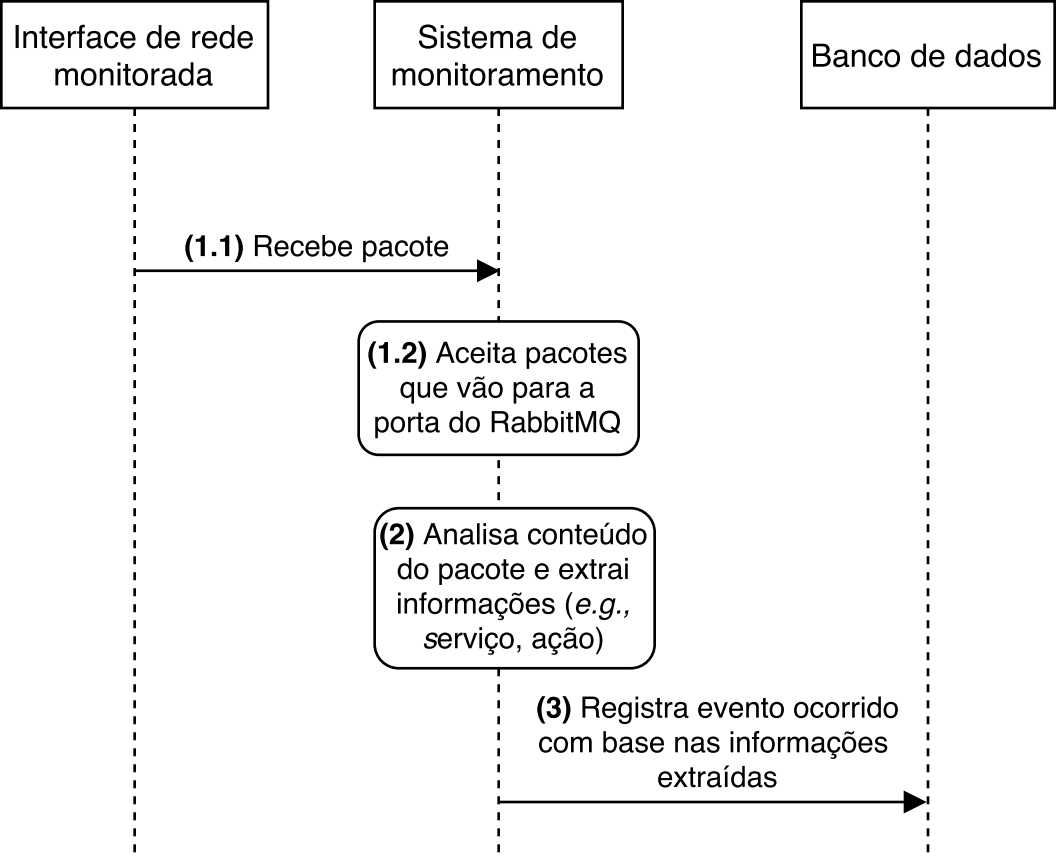 Interface de rede
monitorada
Sistema de
monitoramento
Banco de dados
(1.1) Recebe pacote
(1.2) Aceita pacotes
que vão para a
porta do RabbitMQ
(2) Analisa conteúdo
do pacote e extrai
informações (e.g.,
serviço, ação)
(3) Registra evento ocorrido
com base nas informações
extraídas